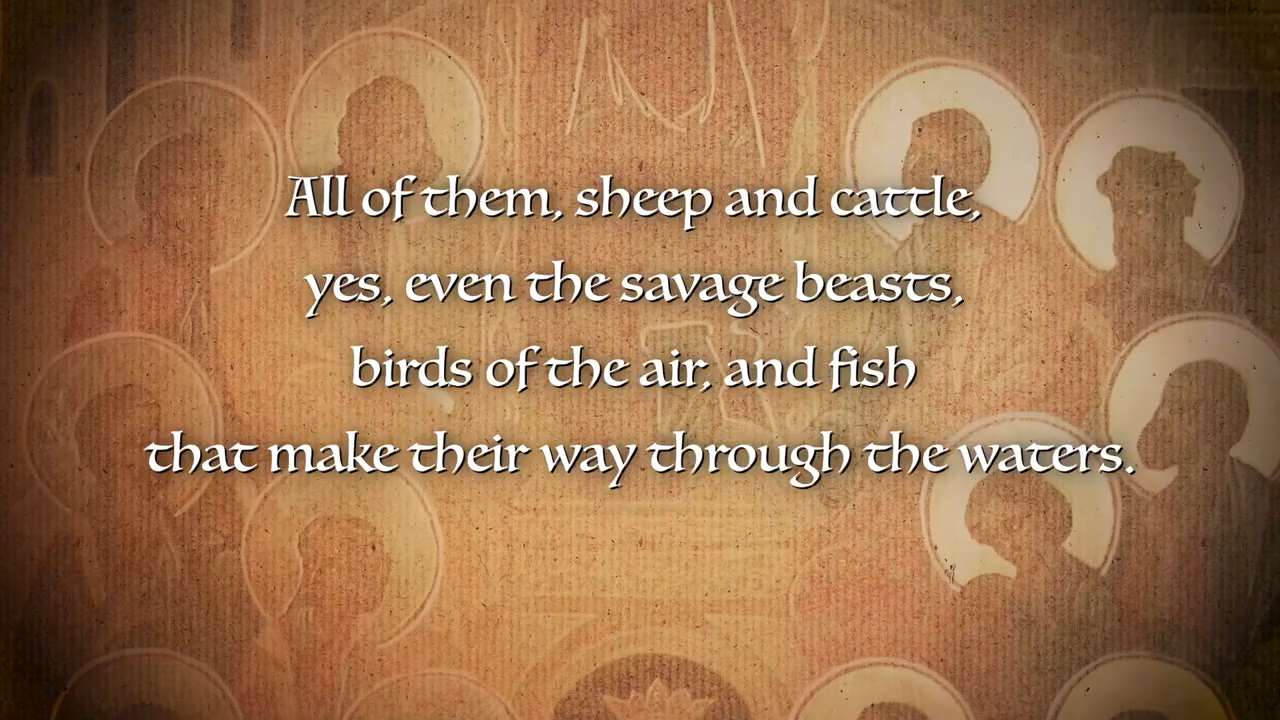 All of them, sheep and cattle,
yes, even the savage beasts,
birds of the air, and fish
that make their way through the waters.